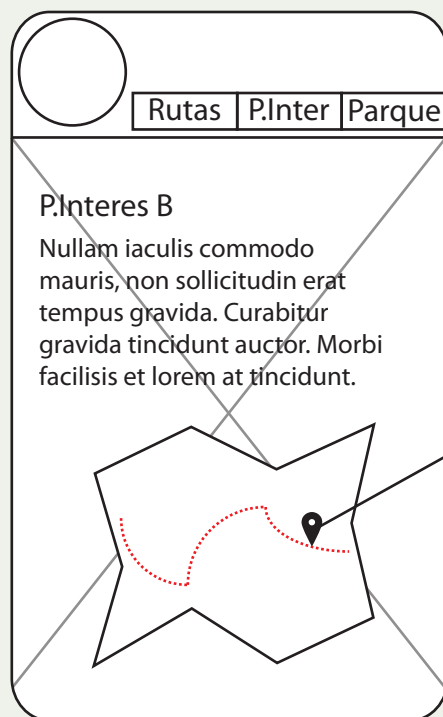 Rutas P.Inter Parque
P.Interes B
Nullam iaculis commodo
mauris, non sollicitudin erat
tempus gravida. Curabitur
gravida tincidunt auctor. Morbi
facilisis et lorem at tincidunt.